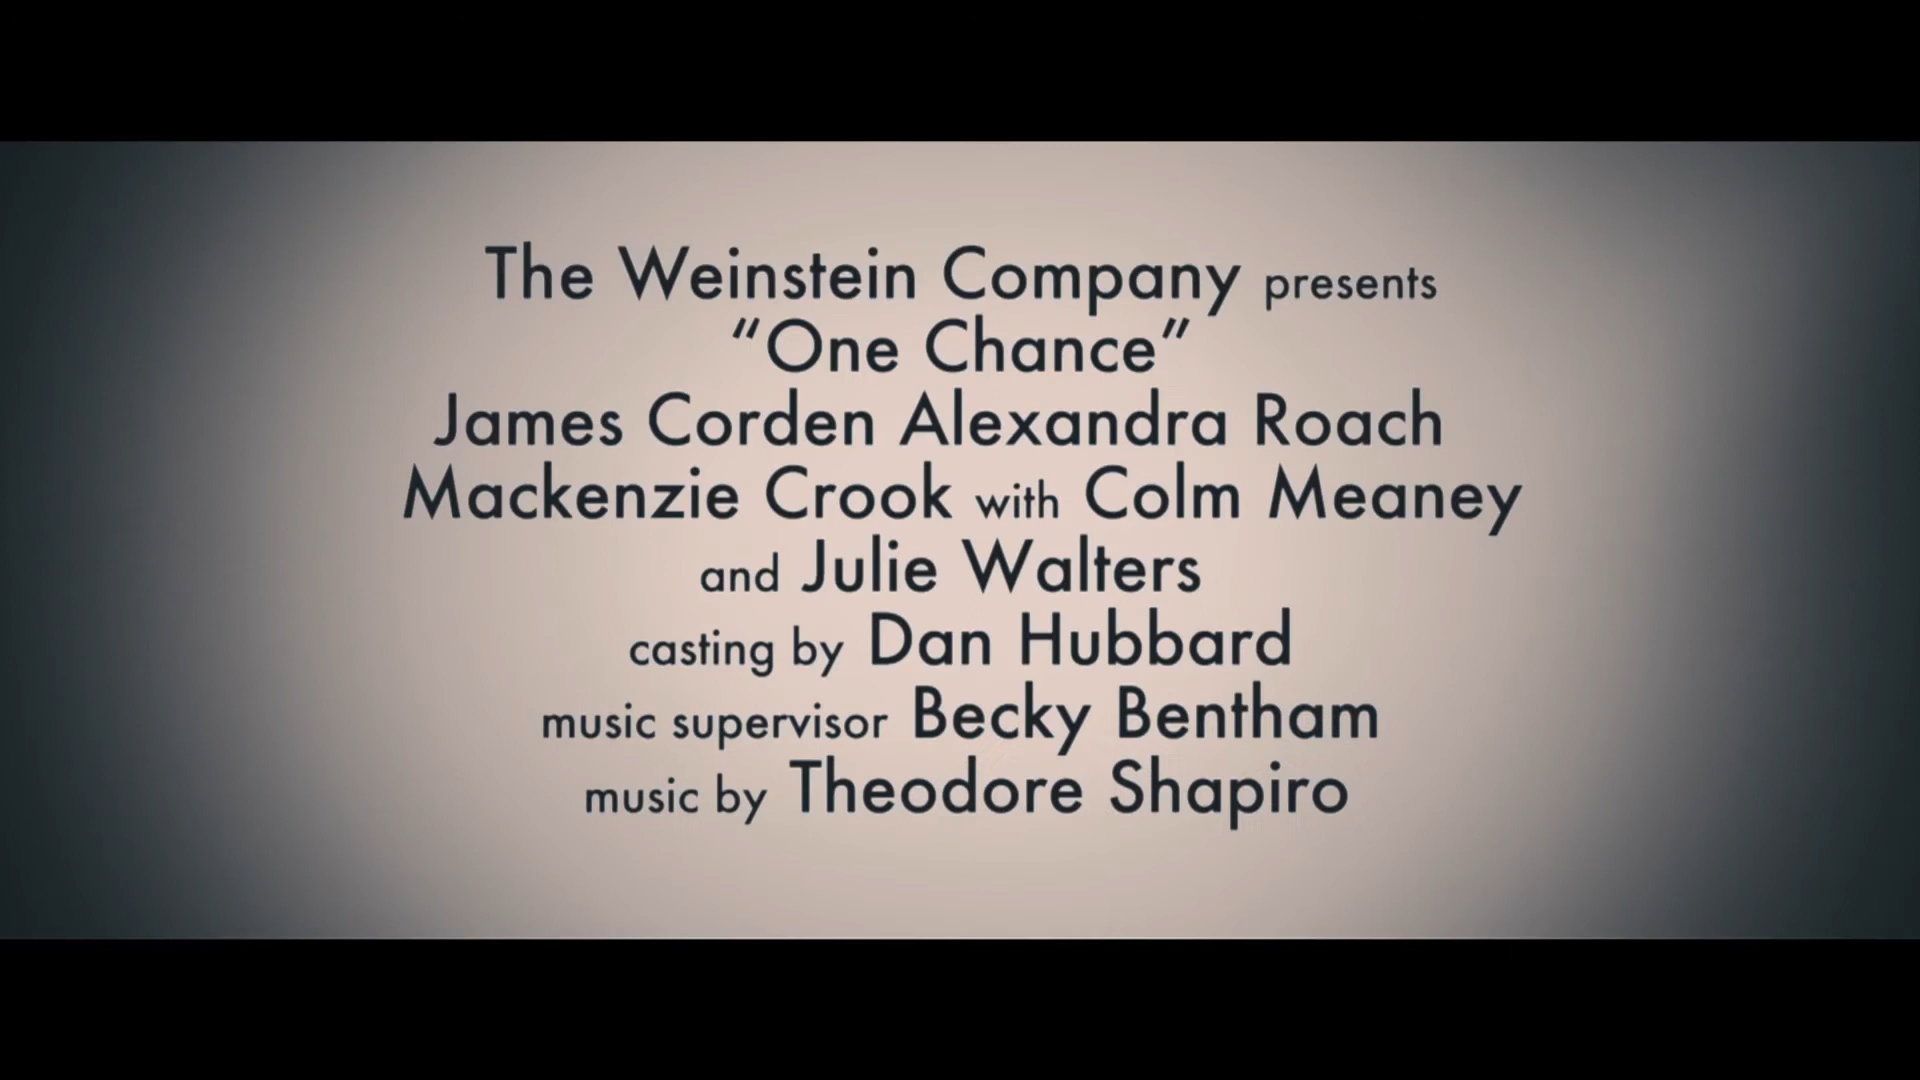 The Weinstein Company presents
“One Chance”
James Corden Alexandra Roach
Mackenzie Crook with Colm Meaney
and Julie Walters
casting by Dan Hubbard
music supervisor Becky Bentham
music by Theodore Shapiro